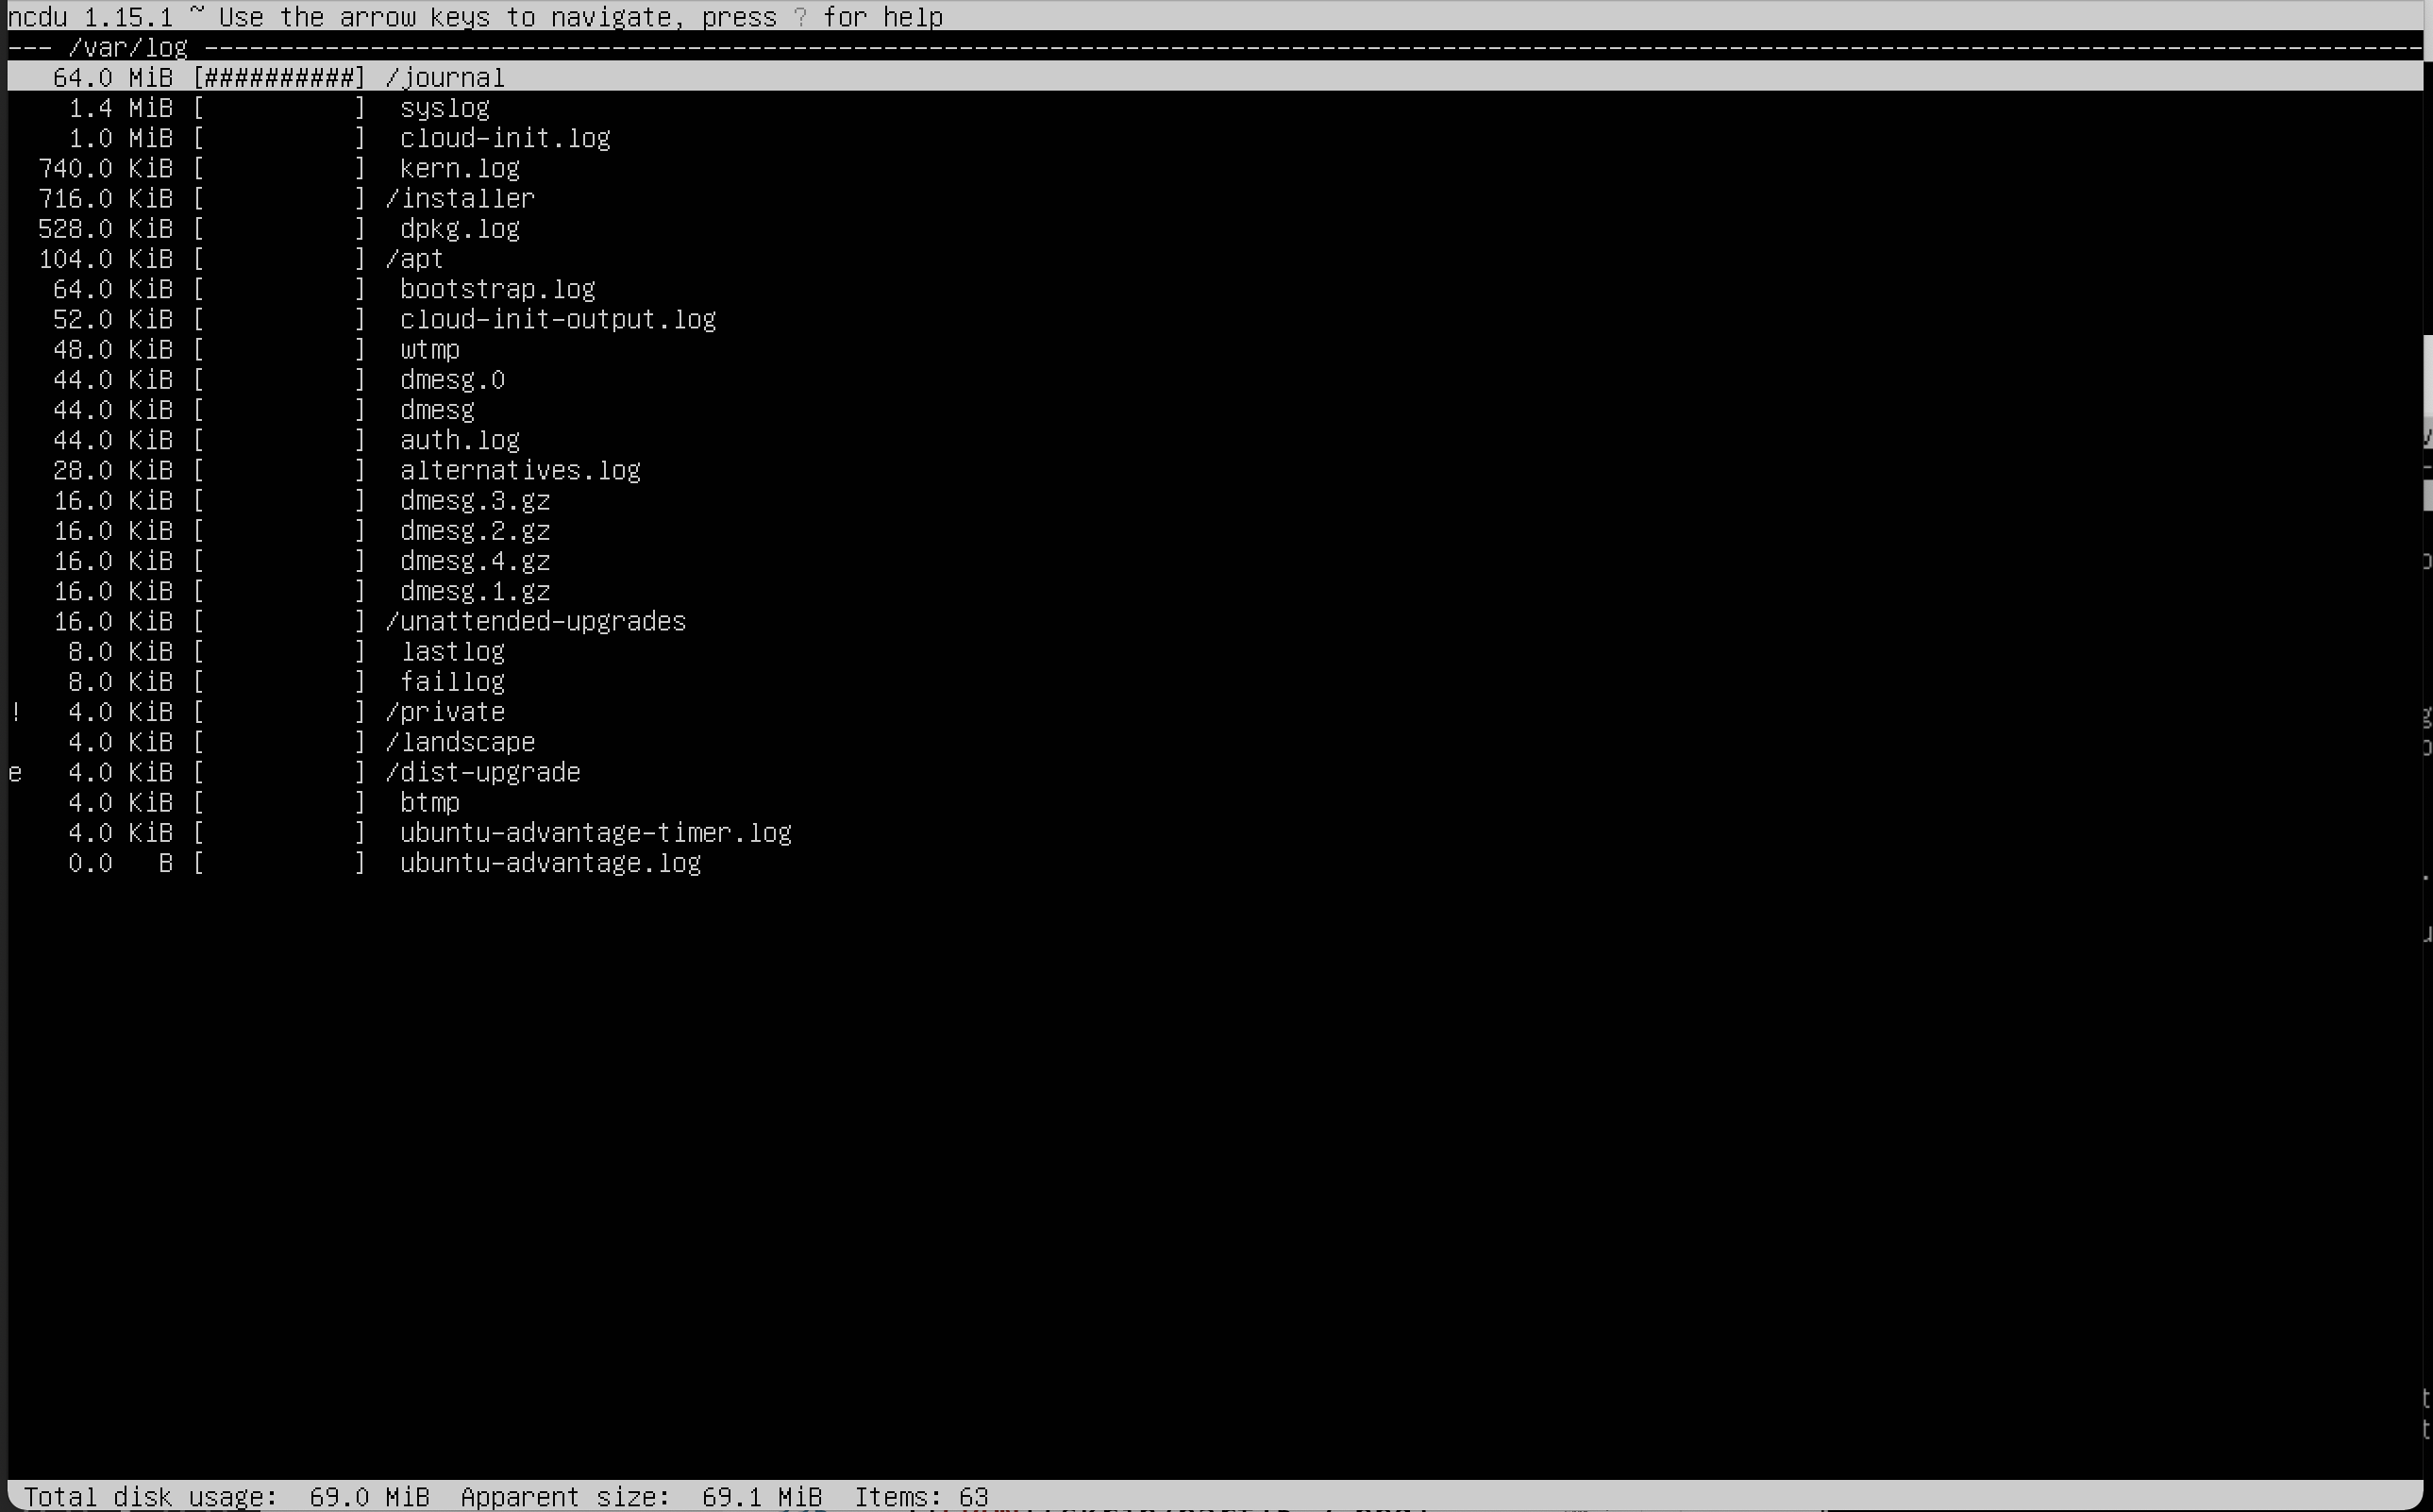 ncdu 1.15.1 ~ Use the arrow keys to navigate, press ? for help
--- /var/log ----------------------------------------------------------------------------------------------------------------------------------------------------
   64.0 MiB [##########] /journal
    1.4 MiB [          ]  syslog
    1.0 MiB [          ]  cloud-init.log
  740.0 KiB [          ]  kern.log
  716.0 KiB [          ] /installer
  528.0 KiB [          ]  dpkg.log
  104.0 KiB [          ] /apt
   64.0 KiB [          ]  bootstrap.log
   52.0 KiB [          ]  cloud-init-output.log
   48.0 KiB [          ]  wtmp
   44.0 KiB [          ]  dmesg.0
   44.0 KiB [          ]  dmesg
   44.0 KiB [          ]  auth.log
   28.0 KiB [          ]  alternatives.log
   16.0 KiB [          ]  dmesg.3.gz
   16.0 KiB [          ]  dmesg.2.gz
   16.0 KiB [          ]  dmesg.4.gz
   16.0 KiB [          ]  dmesg.1.gz
   16.0 KiB [          ] /unattended-upgrades
    8.0 KiB [          ]  lastlog
    8.0 KiB [          ]  faillog
!   4.0 KiB [          ] /private
    4.0 KiB [          ] /landscape
e   4.0 KiB [          ] /dist-upgrade
    4.0 KiB [          ]  btmp
    4.0 KiB [          ]  ubuntu-advantage-timer.log
    0.0   B [          ]  ubuntu-advantage.log
 Total disk usage:  69.0 MiB  Apparent size:  69.1 MiB  Items: 63